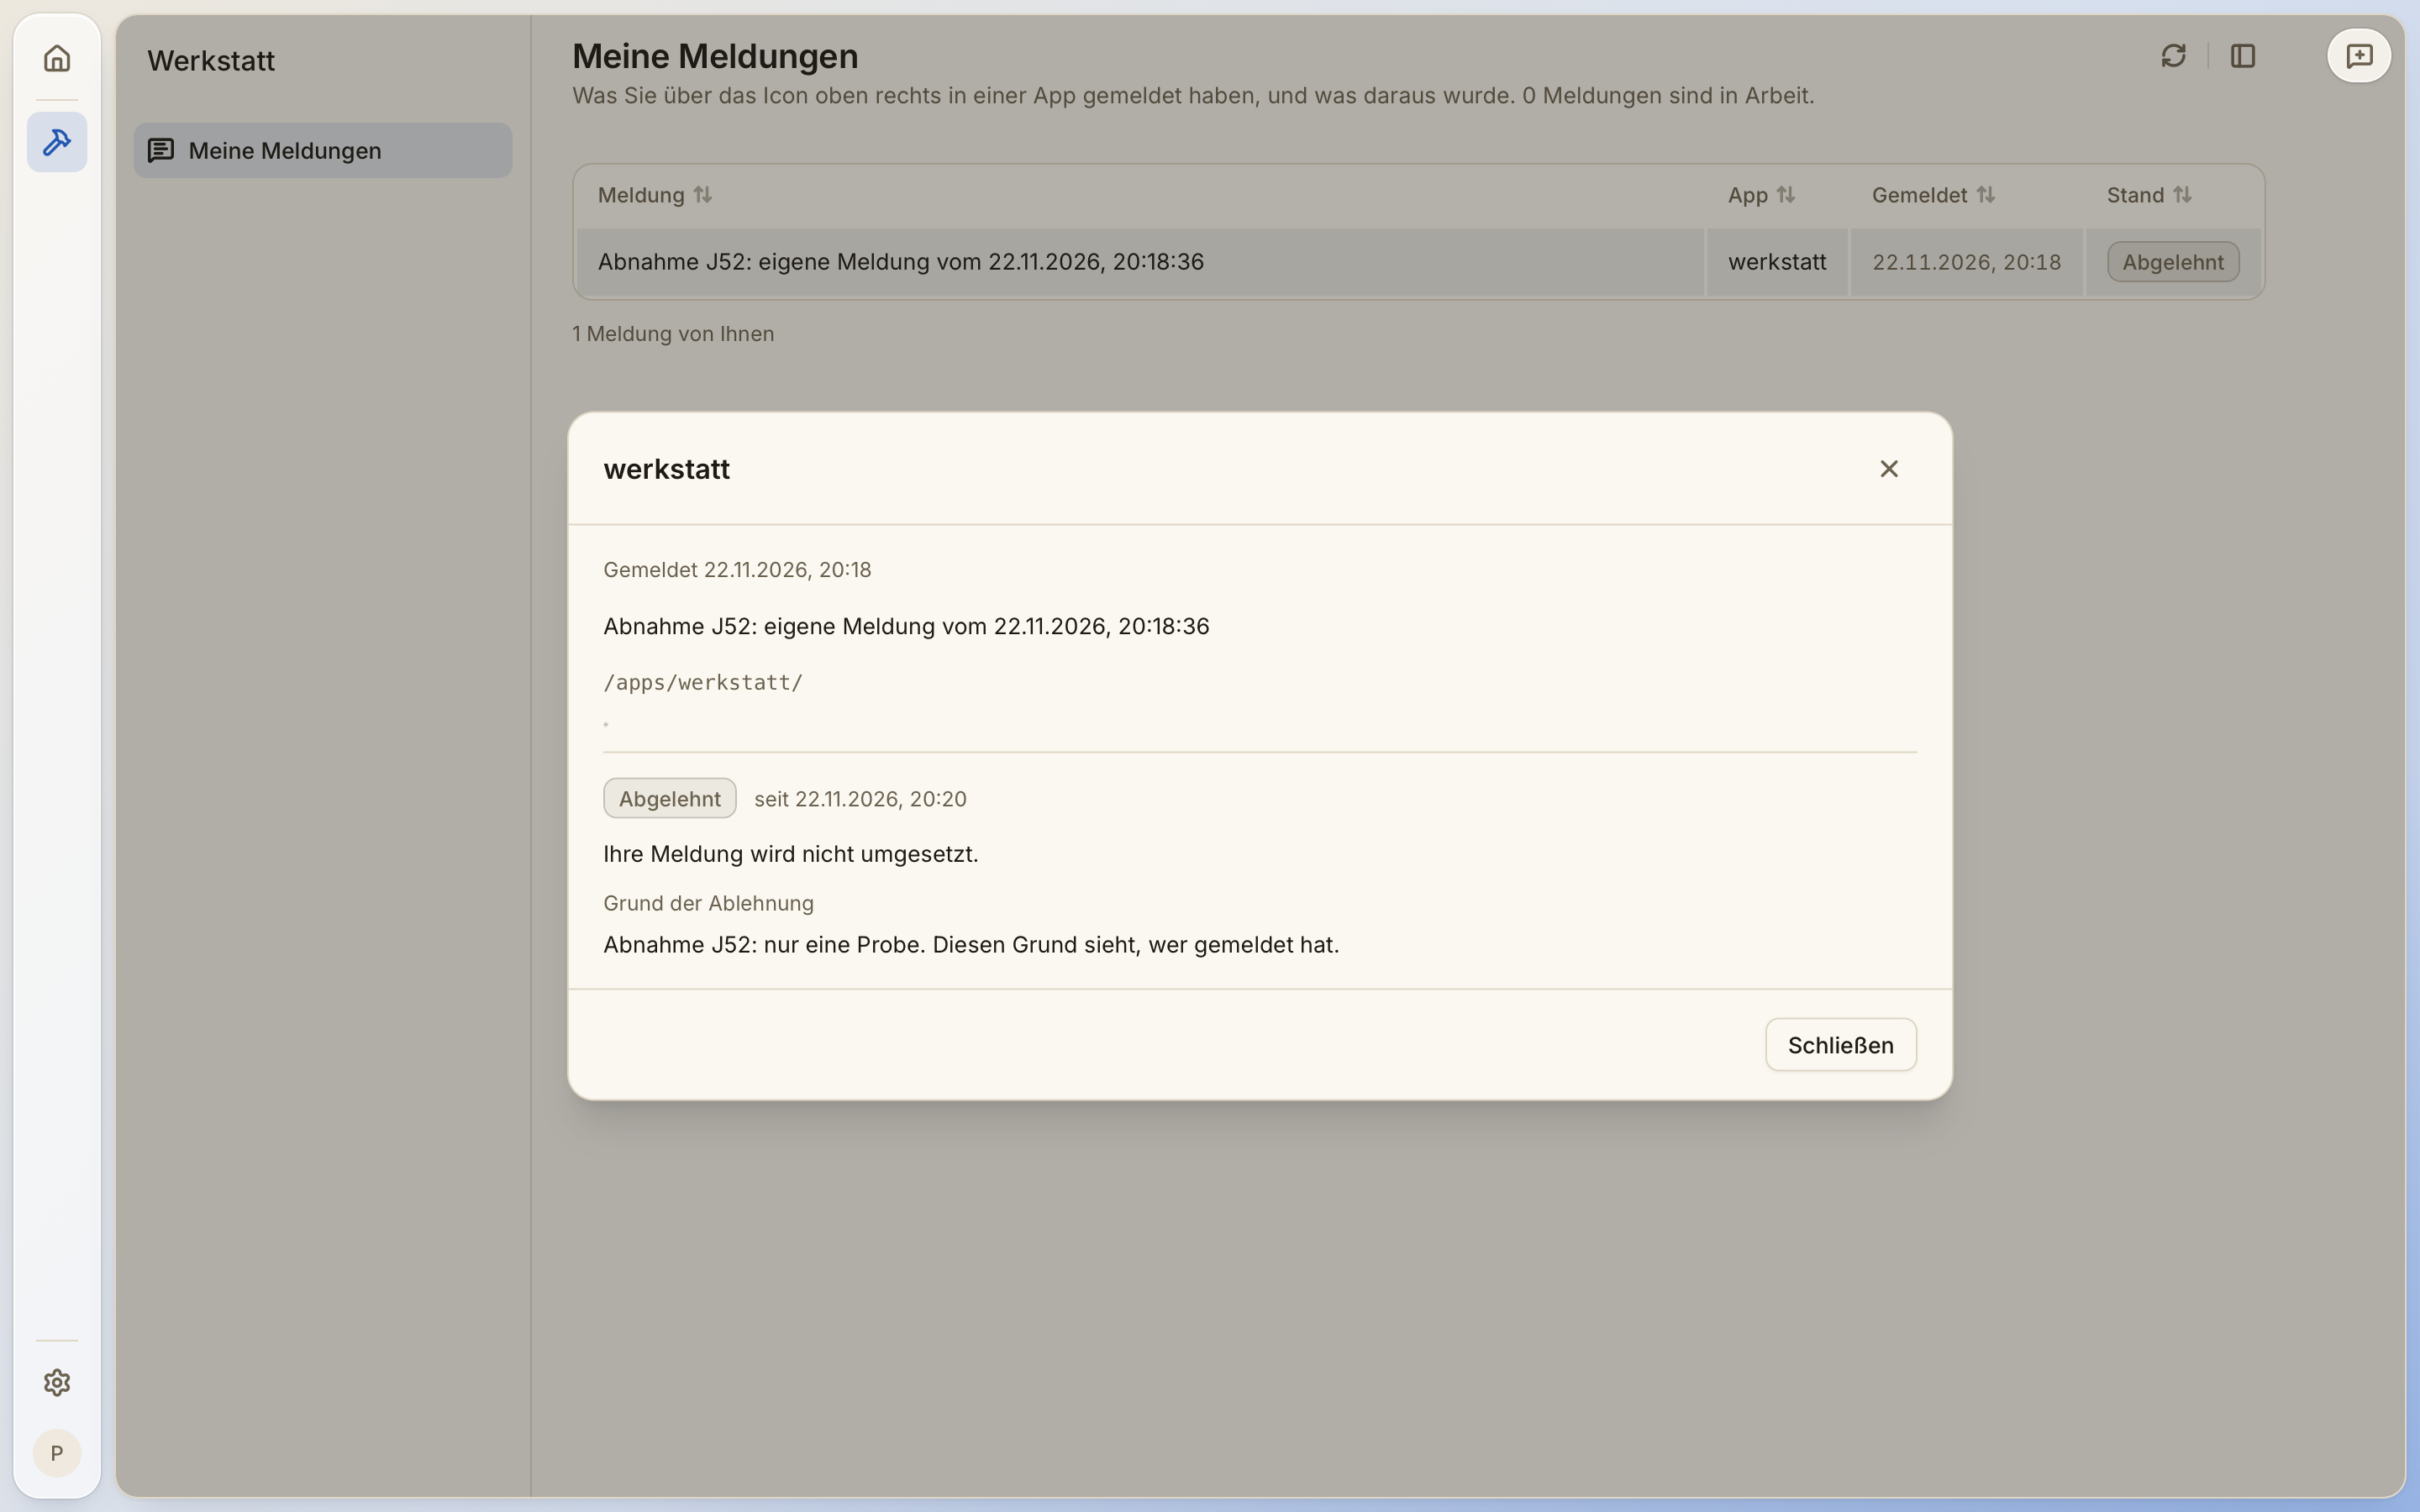 Werkstatt
Meine Meldungen
Meine Meldungen
Was Sie über das Icon oben rechts in einer App gemeldet haben, und was daraus wurde. 0 Meldungen sind in Arbeit.
Meldung App Gemeldet Stand
Abnahme J52: eigene Meldung vom 22.11.2026, 20:18:36 werkstatt 22.11.2026, 20:18 Abgelehnt
1 Meldung von Ihnen
werkstatt
Gemeldet 22.11.2026, 20:18
Abnahme J52: eigene Meldung vom 22.11.2026, 20:18:36
/apps/werkstatt/
Abgelehnt seit 22.11.2026, 20:20
Ihre Meldung wird nicht umgesetzt.
Grund der Ablehnung
Abnahme J52: nur eine Probe. Diesen Grund sieht, wer gemeldet hat.
Schließen
P